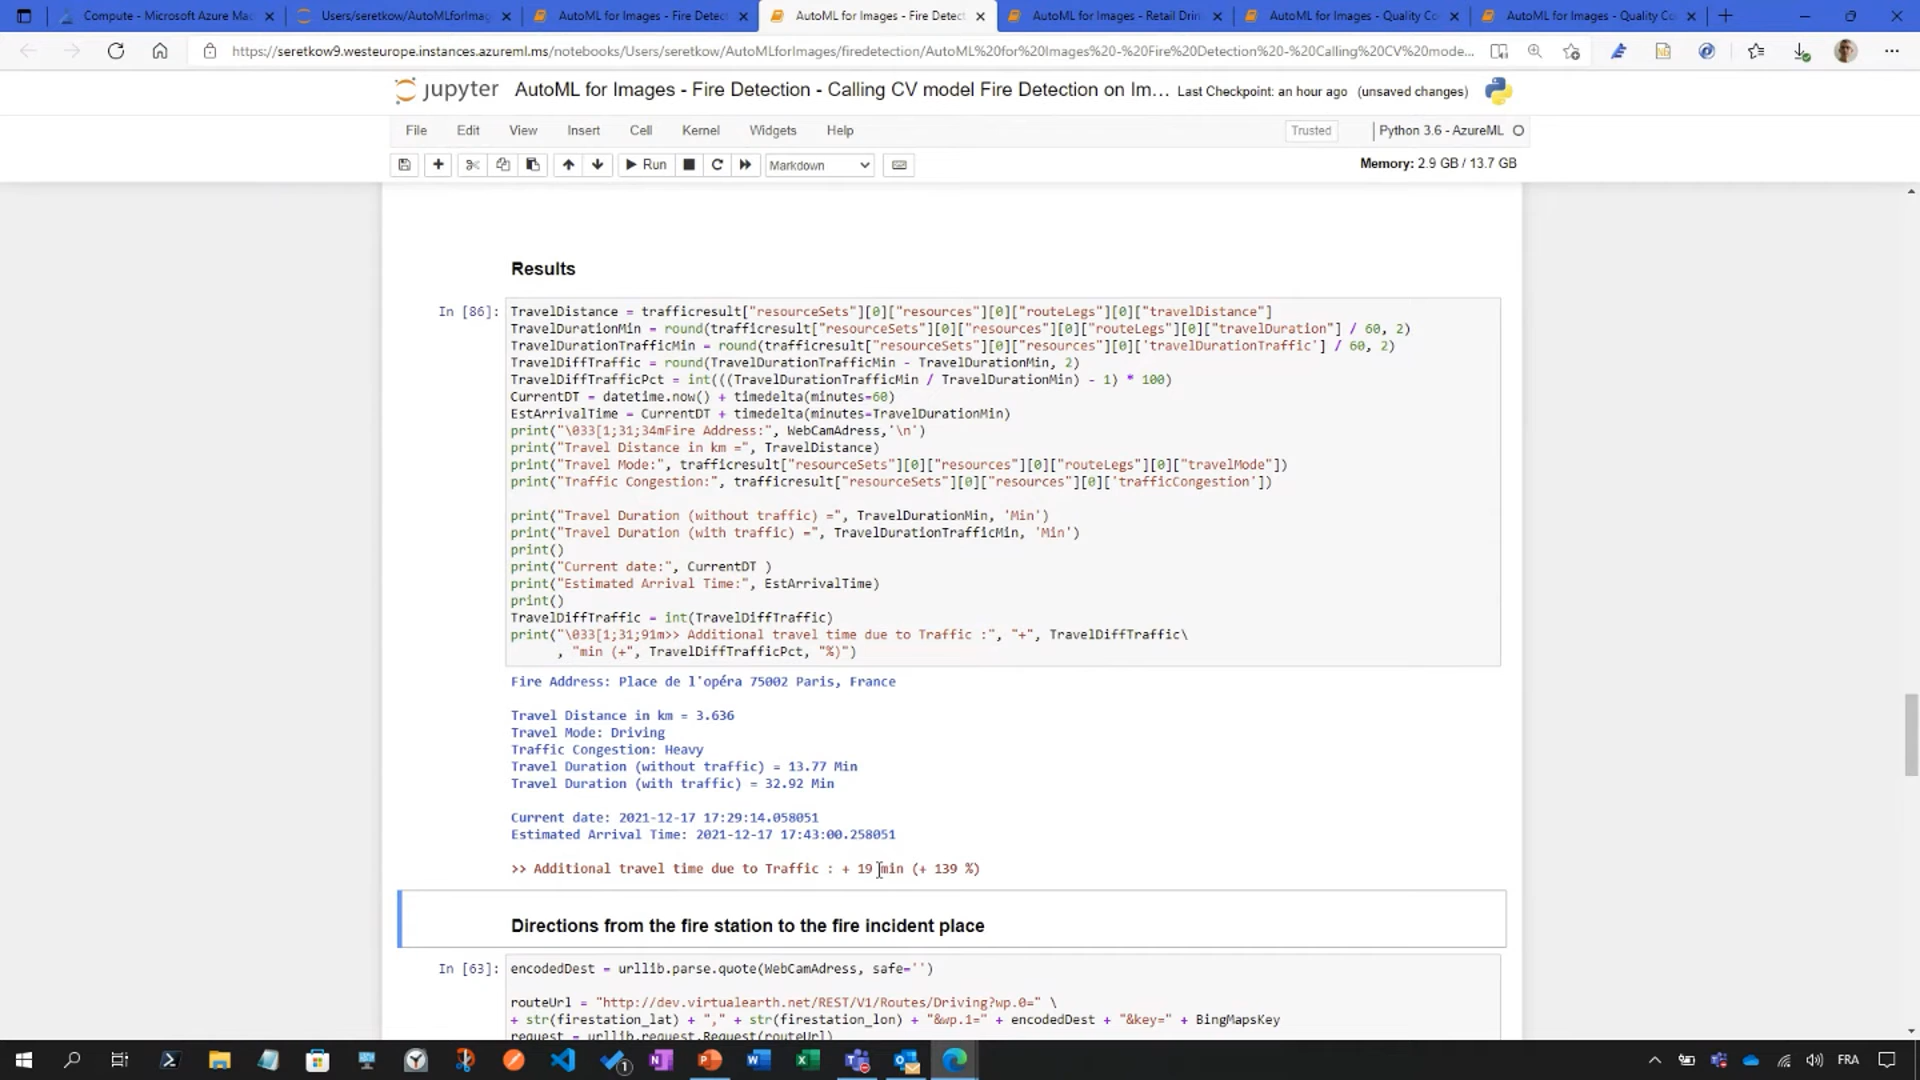 Compute - Microsoft Azure Mac
Users/seretkow/AutoMLforImag
AutoML for Images - Fire Detect
AutoML for Images - Fire Detect
AutoML for Images - Retail Drin
AutoML for Images - Quality Co
AutoML for Images - Quality Co
https://seretkow9.westeurope.instances.azureml.ms/notebooks/Users/seretkow/AutoMLforImages/firedetection/AutoML%20for%20Images%20-%20Fire%20Detection%20-%20Calling%20CV%20mode...
jupyter AutoML for Images - Fire Detection - Calling CV model Fire Detection on Im... Last Checkpoint: an hour ago (unsaved changes)
File Edit View Insert Cell Kernel Widgets Help Trusted Python 3.6 - AzureML
Run Markdown Memory: 2.9 GB / 13.7 GB
Results
In [86]: TravelDistance = trafficresult["resourceSets"][0]["resources"][0]["routeLegs"][0]["travelDistance"]
TravelDurationMin = round(trafficresult["resourceSets"][0]["resources"][0]["routeLegs"][0]["travelDuration"] / 60, 2)
TravelDurationTrafficMin = round(trafficresult["resourceSets"][0]["resources"][0]['travelDurationTraffic'] / 60, 2)
TravelDiffTraffic = round(TravelDurationTrafficMin - TravelDurationMin, 2)
TravelDiffTrafficPct = int(((TravelDurationTrafficMin / TravelDurationMin) - 1) * 100)
CurrentDT = datetime.now() + timedelta(minutes=60)
EstArrivalTime = CurrentDT + timedelta(minutes=TravelDurationMin)
print("\033[1;31;34mFire Address:", WebCamAdress,'\n')
print("Travel Distance in km =", TravelDistance)
print("Travel Mode:", trafficresult["resourceSets"][0]["resources"][0]["routeLegs"][0]["travelMode"])
print("Traffic Congestion:", trafficresult["resourceSets"][0]["resources"][0]['trafficCongestion'])
print("Travel Duration (without traffic) =", TravelDurationMin, 'Min')
print("Travel Duration (with traffic) =", TravelDurationTrafficMin, 'Min')
print()
print("Current date:", CurrentDT )
print("Estimated Arrival Time:", EstArrivalTime)
print()
TravelDiffTraffic = int(TravelDiffTraffic)
print("\033[1;31;91m>> Additional travel time due to Traffic :", "+", TravelDiffTraffic\
, "min (+", TravelDiffTrafficPct, "%)")
Fire Address: Place de l'opéra 75002 Paris, France
Travel Distance in km = 3.636
Travel Mode: Driving
Traffic Congestion: Heavy
Travel Duration (without traffic) = 13.77 Min
Travel Duration (with traffic) = 32.92 Min
Current date: 2021-12-17 17:29:14.058051
Estimated Arrival Time: 2021-12-17 17:43:00.258051
>> Additional travel time due to Traffic : + 19 min (+ 139 %)
Directions from the fire station to the fire incident place
In [63]: encodedDest = urllib.parse.quote(WebCamAdress, safe='')
routeUrl = "http://dev.virtualearth.net/REST/V1/Routes/Driving?wp.0=" \
+ str(firestation_lat) + "," + str(firestation_lon) + "&wp.1=" + encodedDest + "&key=" + BingMapsKey
request = urllib.request.Request(routeUrl)
FRA